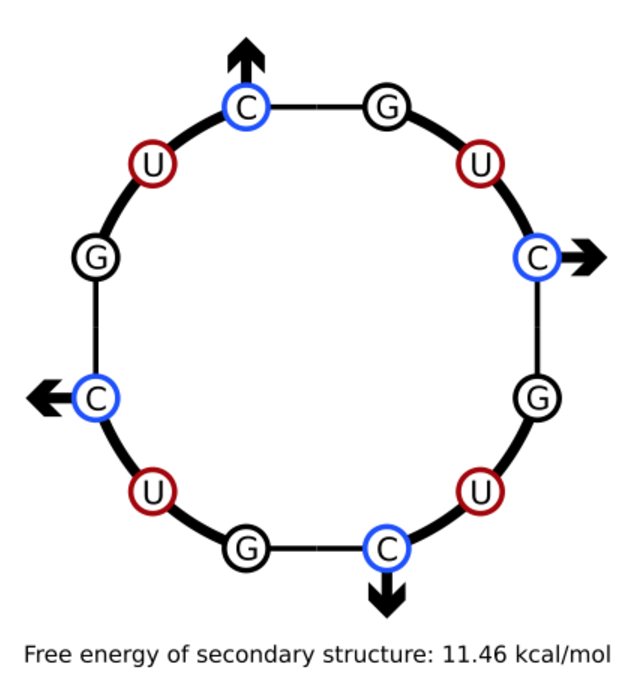 C G
U U
G C
C G
U U
G C
Free energy of secondary structure: 11.46 kcal/mol